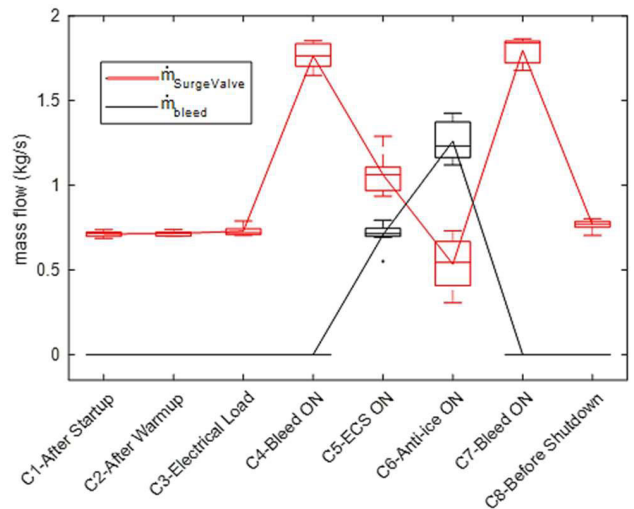 2
1.5
1
0.5
0
mass flow (kg/s)
ṁSurgeValve
ṁbleed
C1-After Startup
C2-After Warmup
C3-Electrical Load
C4-Bleed ON
C5-ECS ON
C6-Anti-ice ON
C7-Bleed ON
C8-Before Shutdown